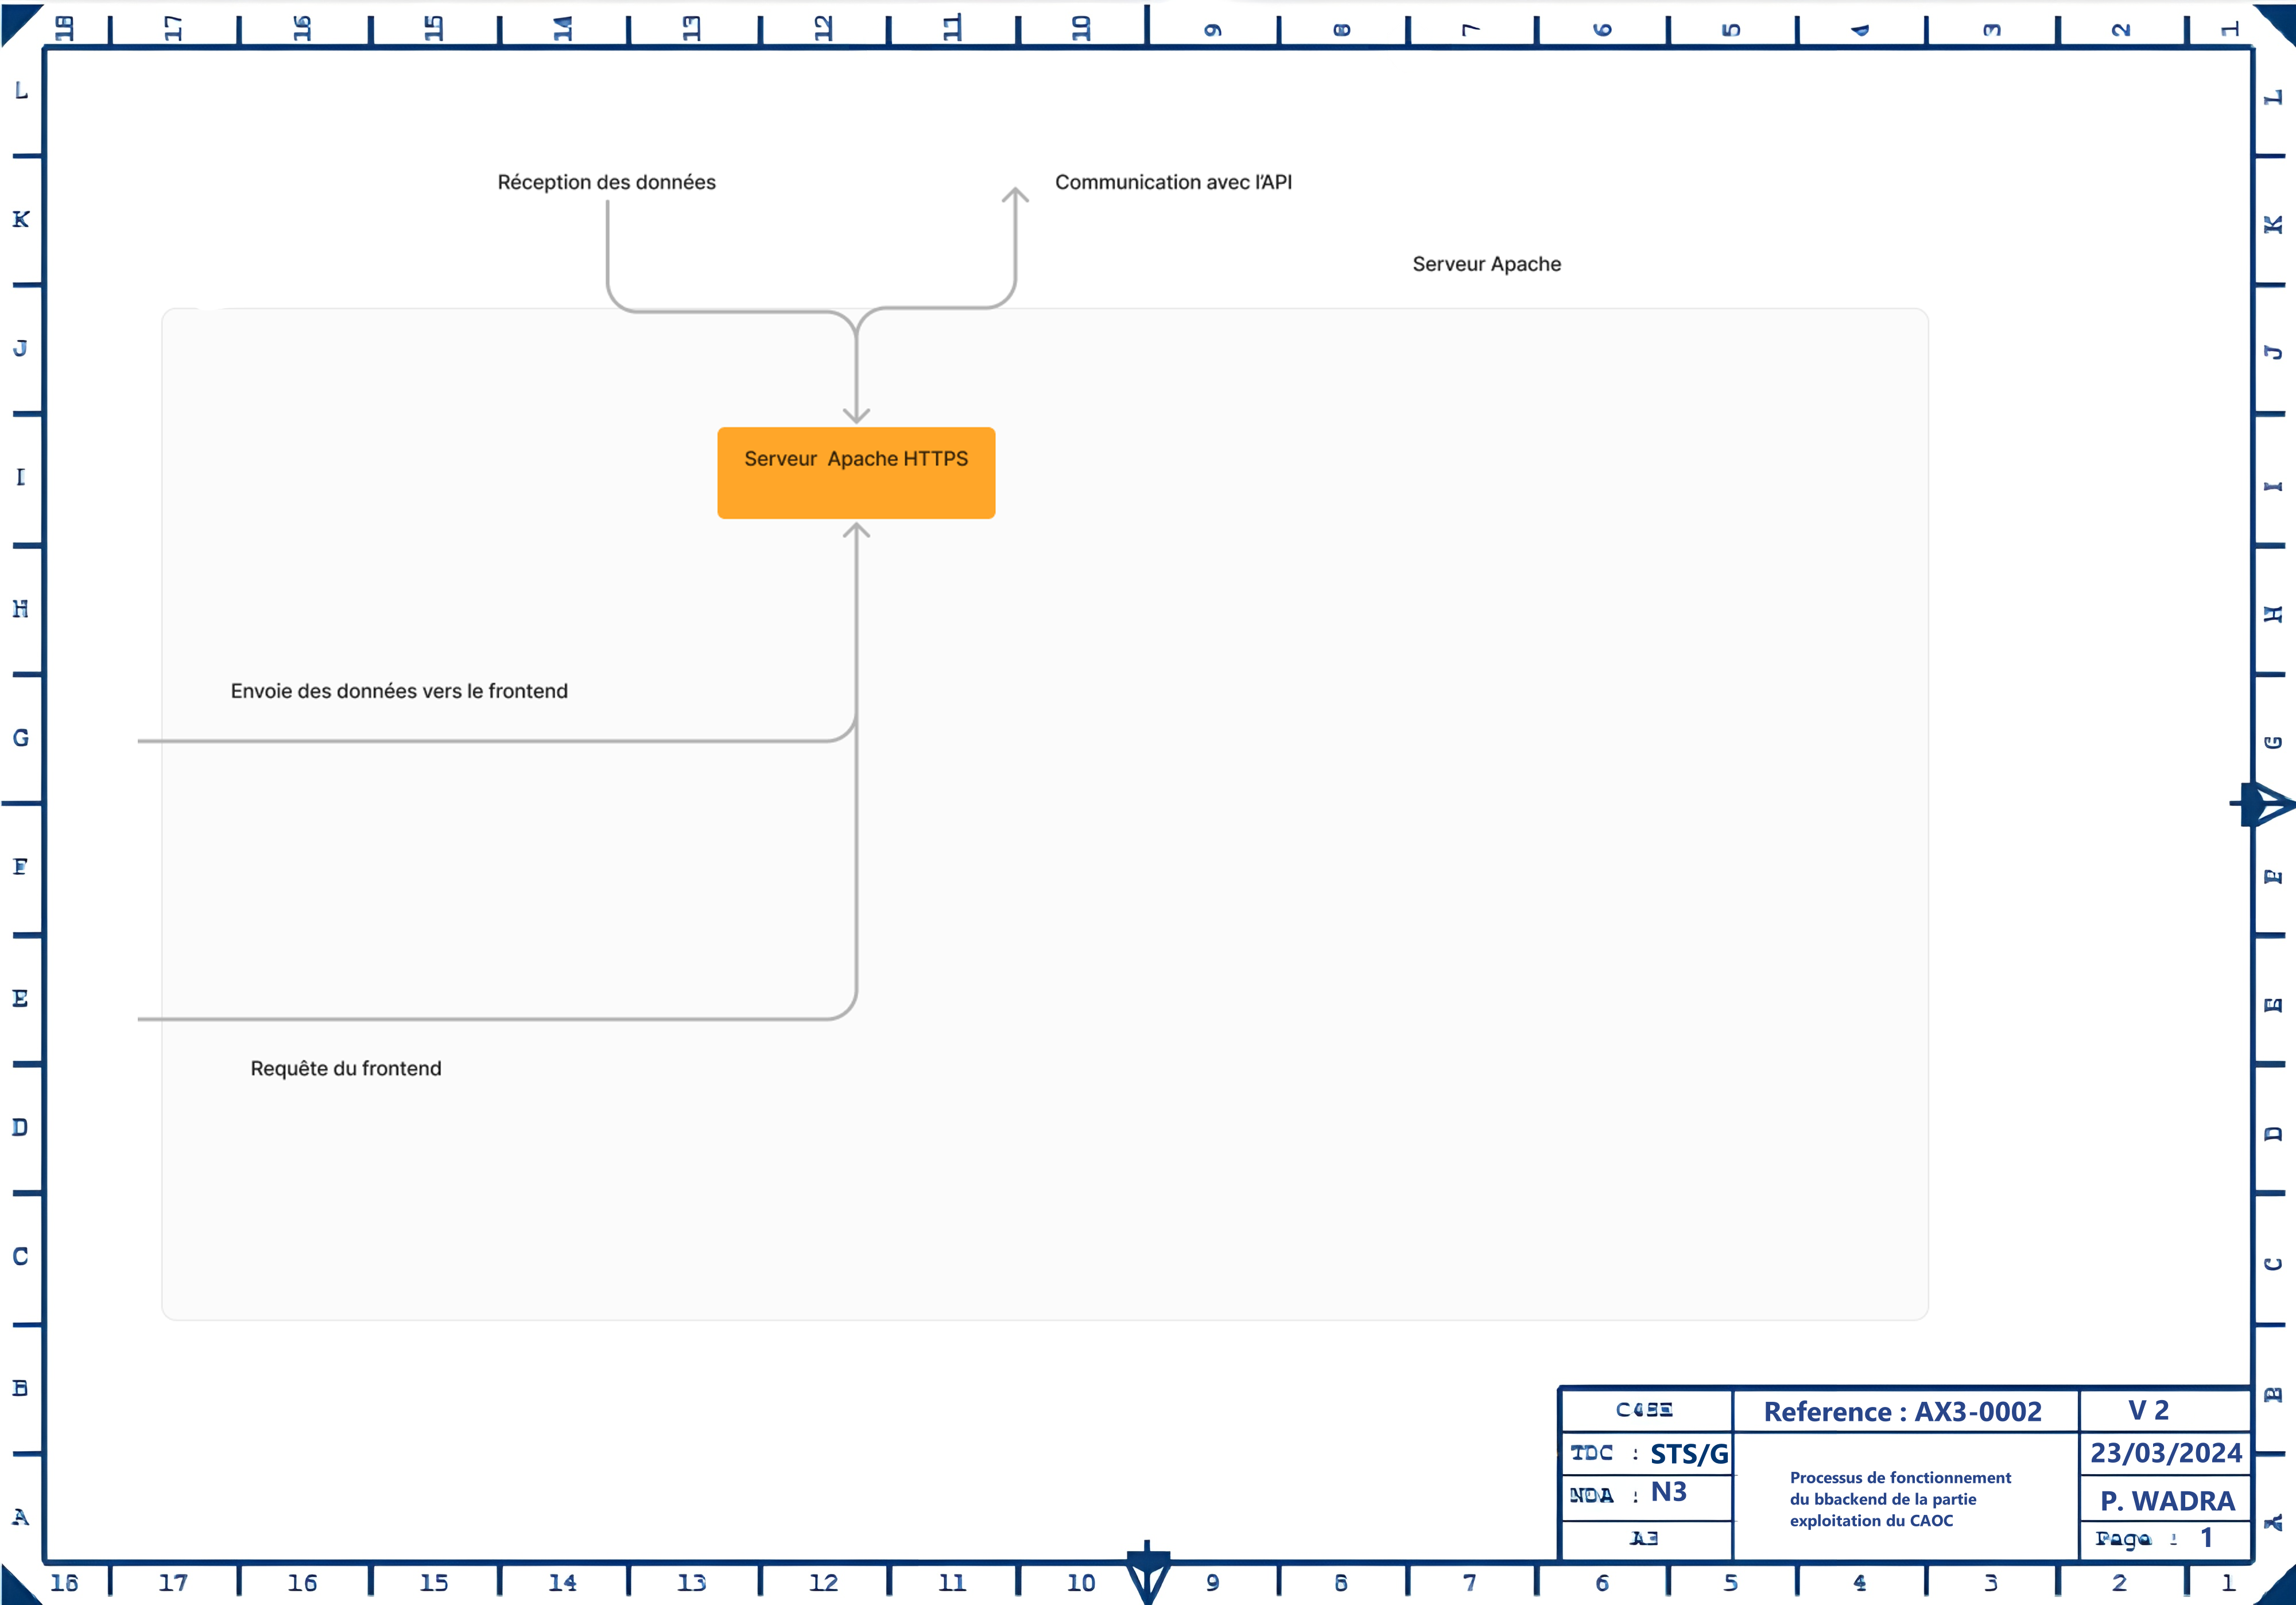 18 17 16 15 14 13 12 11 10 9 8 7 6 5 4 3 2 1
L L
Réception des données Communication avec l'API
K K
Serveur Apache
J J
Serveur Apache HTTPS
I I
H H
Envoie des données vers le frontend
G G
F F
E E
Requête du frontend
D D
C C
B B
Reference : AX3-0002 V 2
TDC : STS/G 23/03/2024
Processus de fonctionnement
NDA : N3
du bbackend de la partie P. WADRA
A A
exploitation du CAOC
A3 Page : 1
18 17 16 15 14 13 12 11 10 9 8 7 6 5 4 3 2 1